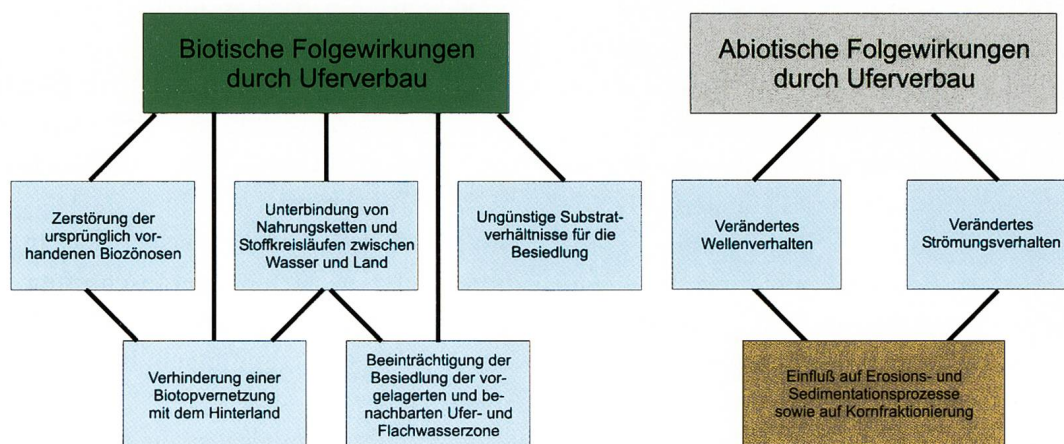 Biotische Folgewirkungen
durch Uferverbau
Abiotische Folgewirkungen
durch Uferverbau
Zerstörung der
ursprünglich vor-
handenen Biozönosen
Unterbindung von
Nahrungsketten und
Stoffkreisläufen zwischen
Wasser und Land
Ungünstige Substrat-
verhältnisse für die
Besiedlung
Verändertes
Wellenverhalten
Verändertes
Strömungsverhalten
Verhinderung einer
Biotopvernetzung
mit dem Hinterland
Beeinträchtigung der
Besiedlung der vor-
gelagerten und be-
nachbarten Ufer- und
Flachwasserzone
Einfluß auf Erosions- und
Sedimentationsprozesse
sowie auf Kornfraktionierung